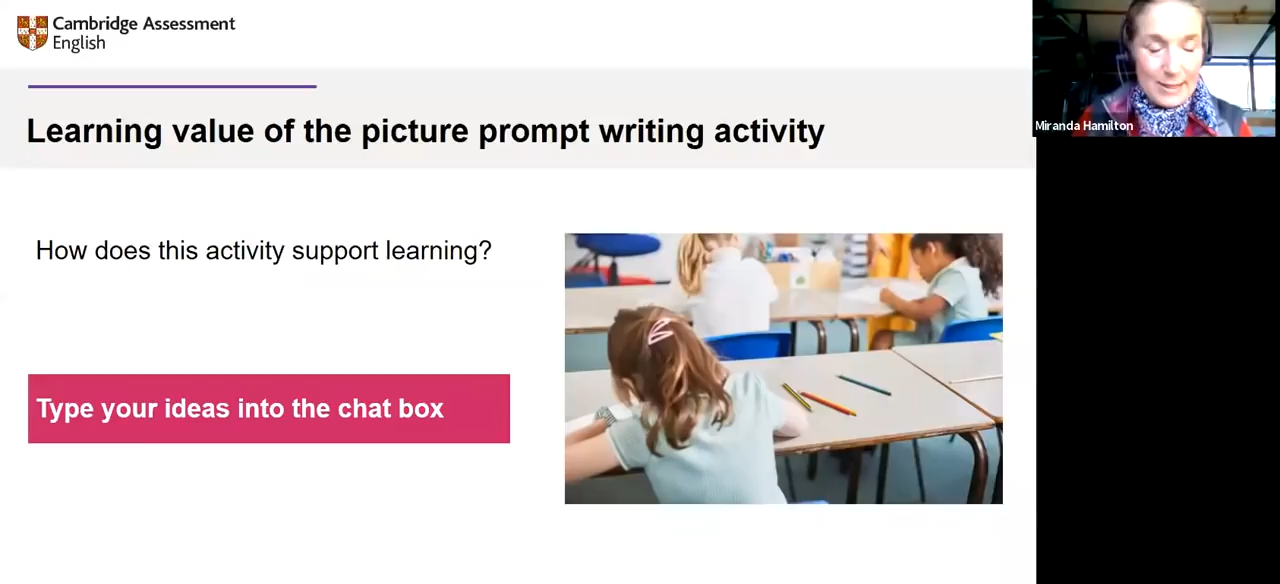 Cambridge Assessment
English
Learning value of the picture prompt writing activity
How does this activity support learning?
Type your ideas into the chat box
Miranda Hamilton